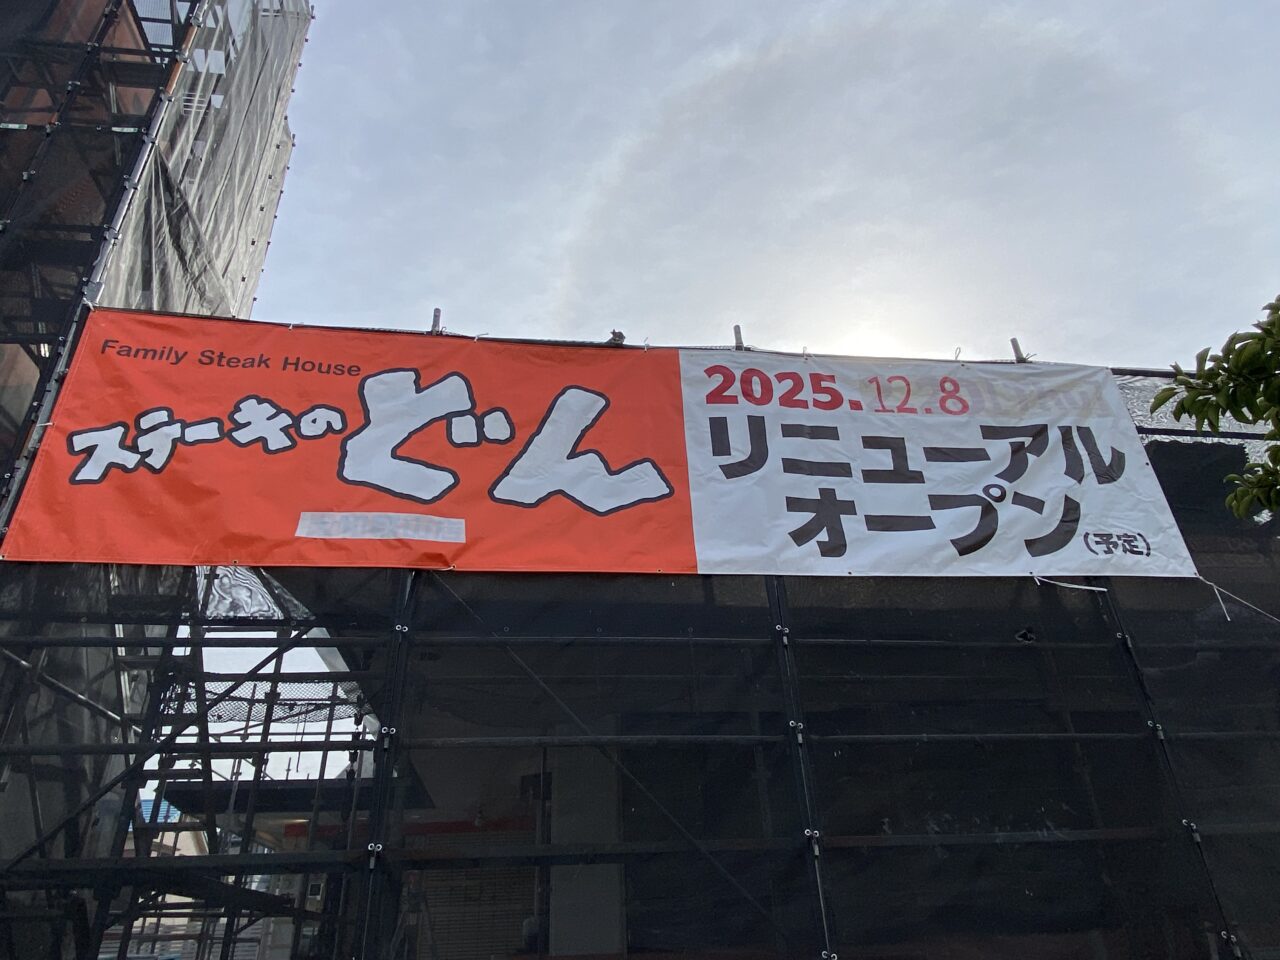 Family Steak House
ステーキのどん
2025.12.8
リニューアル
オープン
(予定)